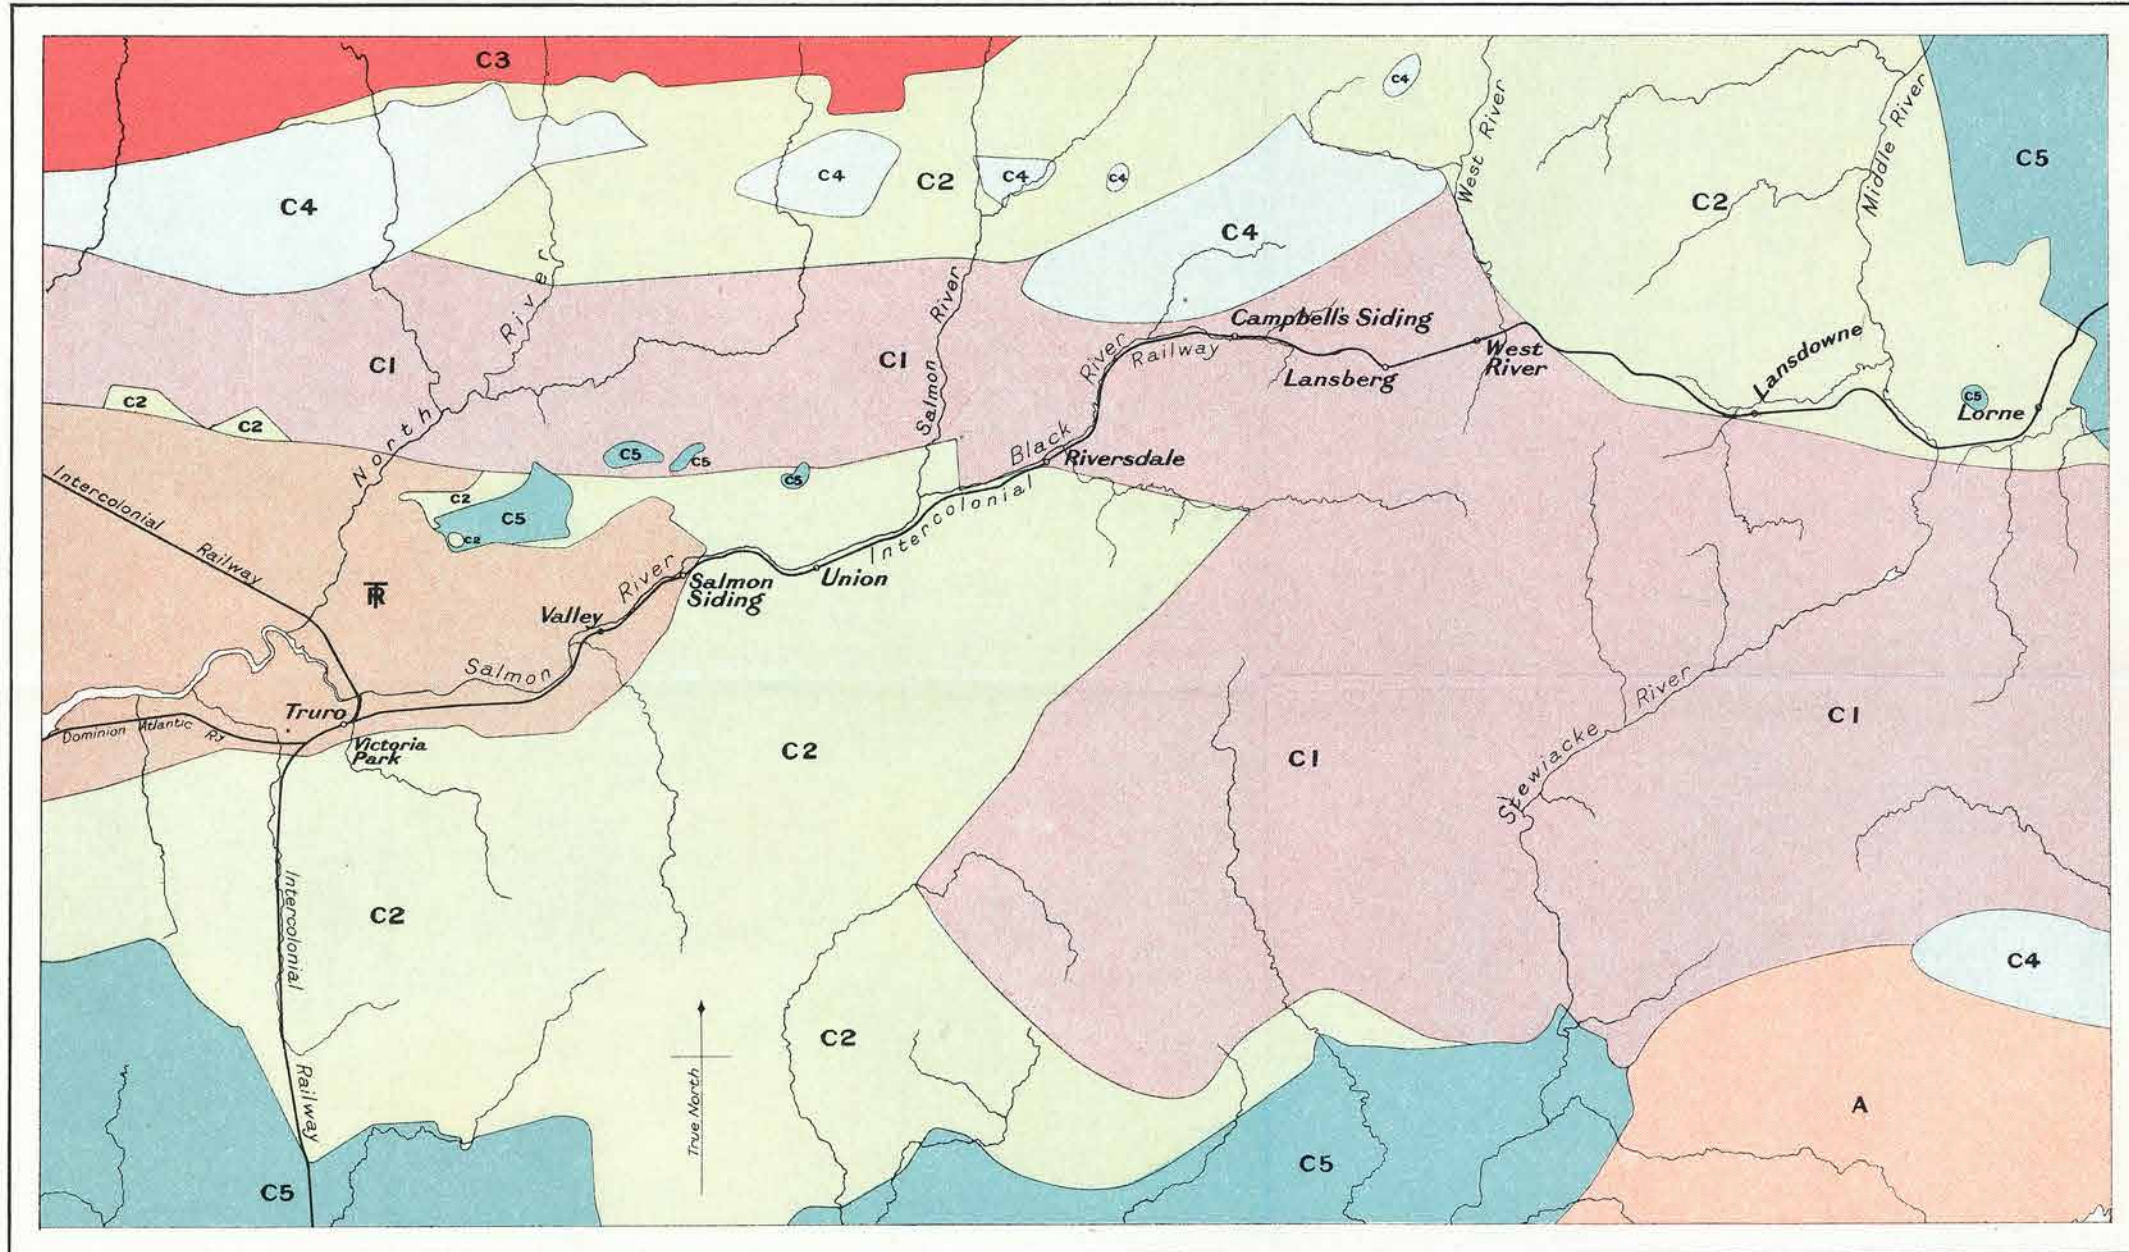 C3
C4
C5
C4
C4
C4
C2
C4
C2
West River
Middle River
C4
River
River
C1
C1
North
Salmon
C2
C2
Campbell's Siding
River
Railway
Lansberg
West
River
Lansdowne
C5
Lorne
Black
Riversdale
C5
C5
C5
C2
C5
C2
Intercolonial
Railway
Intercolonial
TR
River
Salmon
Siding
Union
Valley
Salmon
Truro
Dominion Atlantic Ry
Victoria
Park
C2
C1
C1
Stewiacke River
C2
Intercolonial
Railway
C2
True North
C4
A
C5
C5